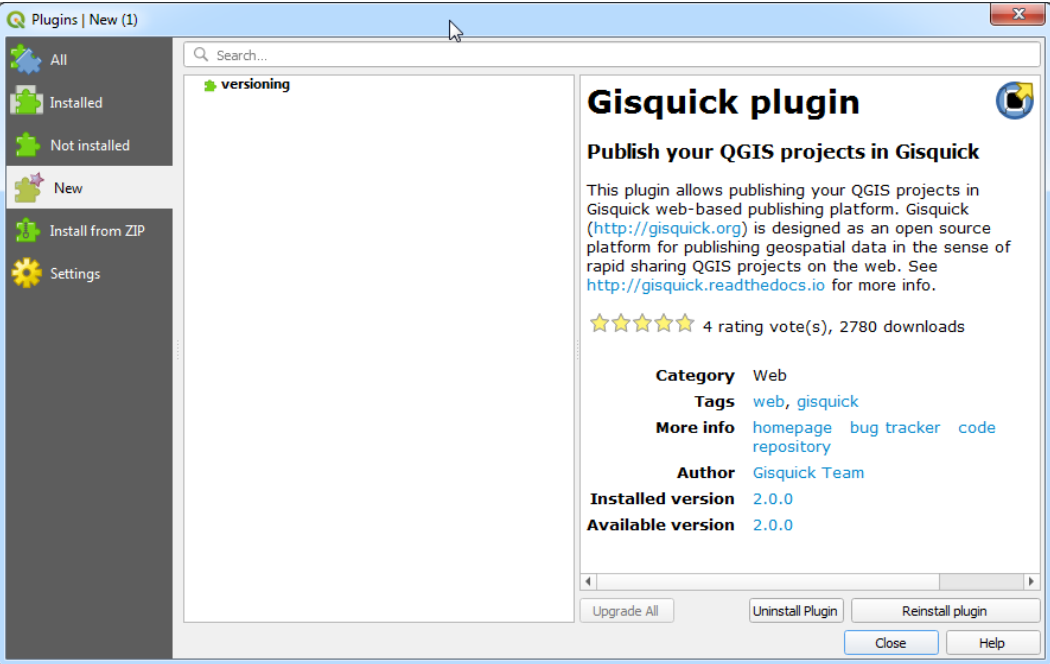 Plugins | New (1)
All
Installed
Not installed
New
Install from ZIP
Settings
Search...
versioning
Gisquick plugin
Publish your QGIS projects in Gisquick
This plugin allows publishing your QGIS projects in
Gisquick web-based publishing platform. Gisquick
(http://gisquick.org) is designed as an open source
platform for publishing geospatial data in the sense of
rapid sharing QGIS projects on the web. See
http://gisquick.readthedocs.io for more info.
4 rating vote(s), 2780 downloads
Category Web
Tags web, gisquick
More info homepage bug tracker code
repository
Author Gisquick Team
Installed version 2.0.0
Available version 2.0.0
Upgrade All Uninstall Plugin Reinstall plugin
Close Help